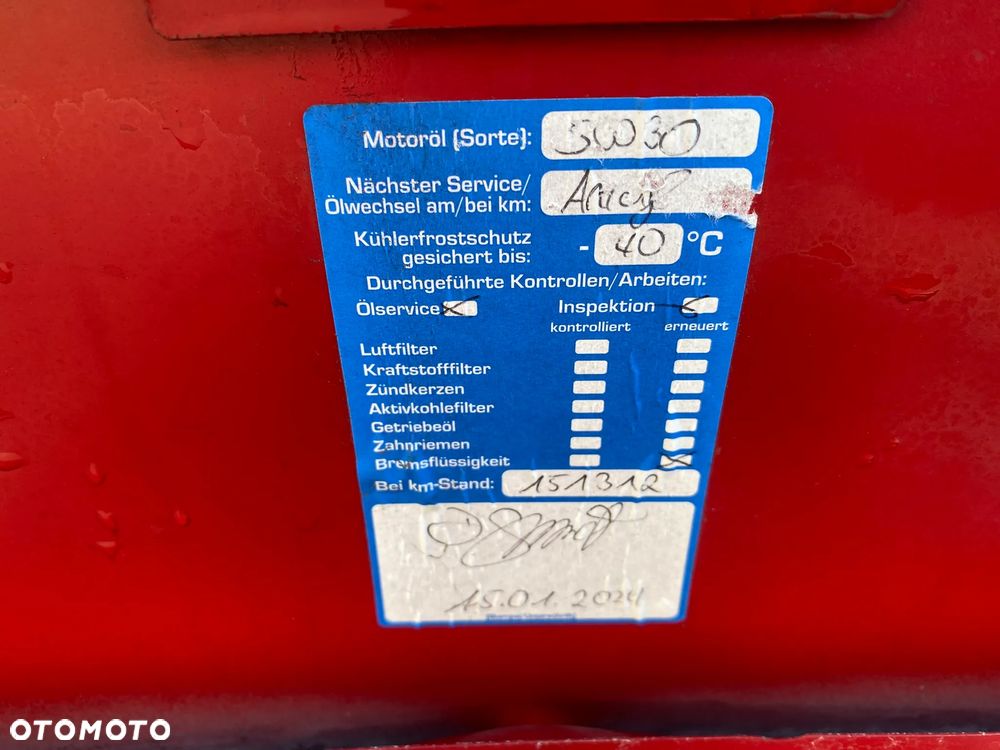 Motoröl (Sorte): 5W30
Nächster Service/
Ölwechsel am/bei km:
Kühlerfrostschutz
gesichert bis: - 40 °C
Durchgeführte Kontrollen/Arbeiten:
Ölservice Inspektion
kontrolliert erneuert
Luftfilter
Kraftstofffilter
Zündkerzen
Aktivkohlefilter
Getriebeöl
Zahnriemen
Bremsflüssigkeit
Bei km-Stand: 151312
15.01.2024
OTOMOTO